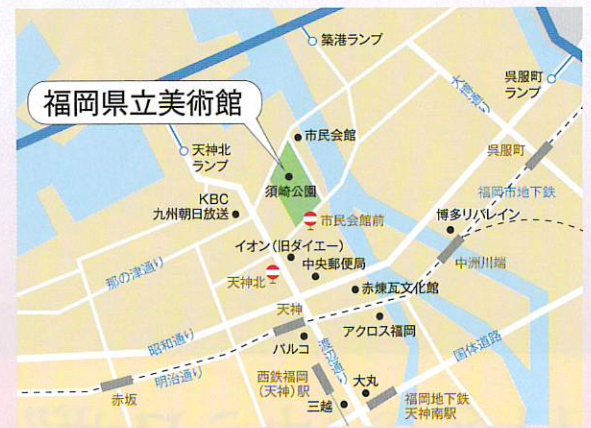 築港ランプ
大博通り
呉服町
ランプ
福岡県立美術館
市民会館
呉服町
天神北
ランプ
須崎公園
福岡市地下鉄
KBC
九州朝日放送
市民会館前
博多リバレイン
イオン(旧ダイエー)
中洲川端
那の津通り
天神北
中央郵便局
赤煉瓦文化館
天神
アクロス福岡
昭和通り
パルコ
渡辺通り
国体道路
明治通り
西鉄福岡
(天神)駅
大丸
赤坂
三越
福岡地下鉄
天神南駅